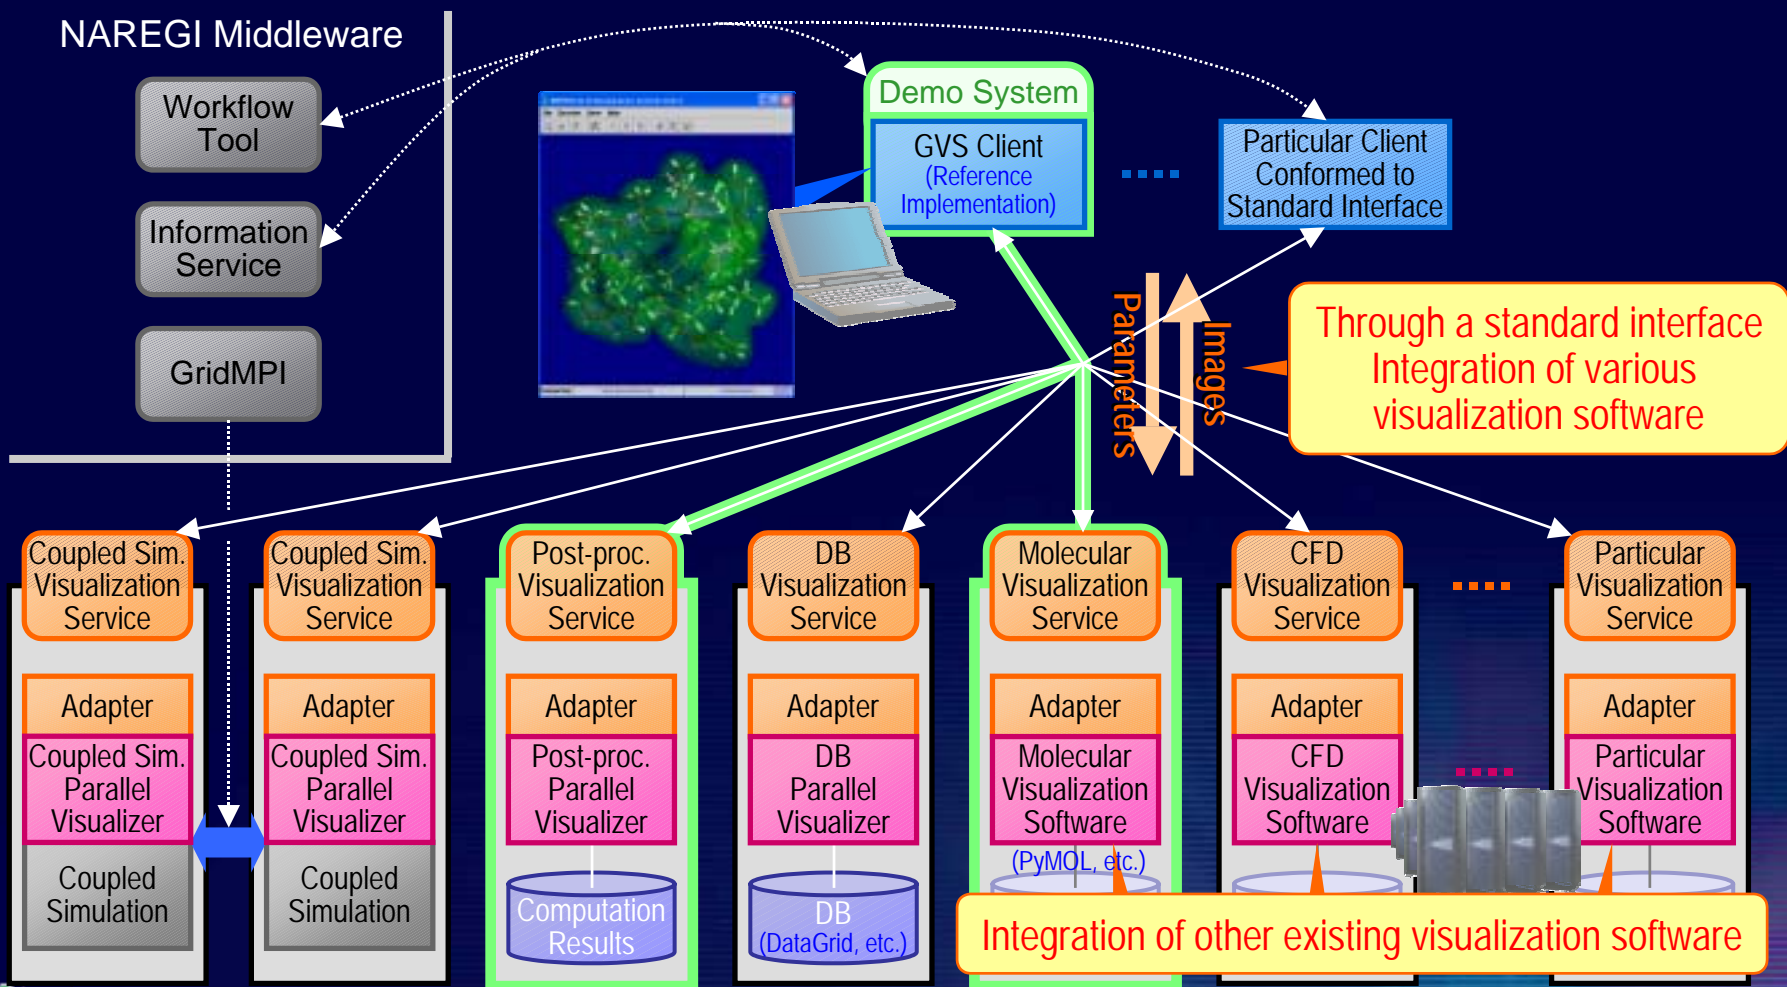 NAREGI Middleware
Workflow
Tool
Information
Service
GridMPI
Demo System
GVS Client
(Reference
Implementation)
Particular Client
Conformed to
Standard Interface
Parameters
Images
Through a standard interface
Integration of various
visualization software
Coupled Sim.
Visualization
Service
Adapter
Coupled Sim.
Parallel
Visualizer
Coupled
Simulation
Coupled Sim.
Visualization
Service
Adapter
Coupled Sim.
Parallel
Visualizer
Coupled
Simulation
Post-proc.
Visualization
Service
Adapter
Post-proc.
Parallel
Visualizer
Computation
Results
DB
Visualization
Service
Adapter
DB
Parallel
Visualizer
DB
(DataGrid, etc.)
Molecular
Visualization
Service
Adapter
Molecular
Visualization
Software
(PyMOL, etc.)
CFD
Visualization
Service
Adapter
CFD
Visualization
Software
Particular
Visualization
Service
Adapter
Particular
Visualization
Software
Integration of other existing visualization software